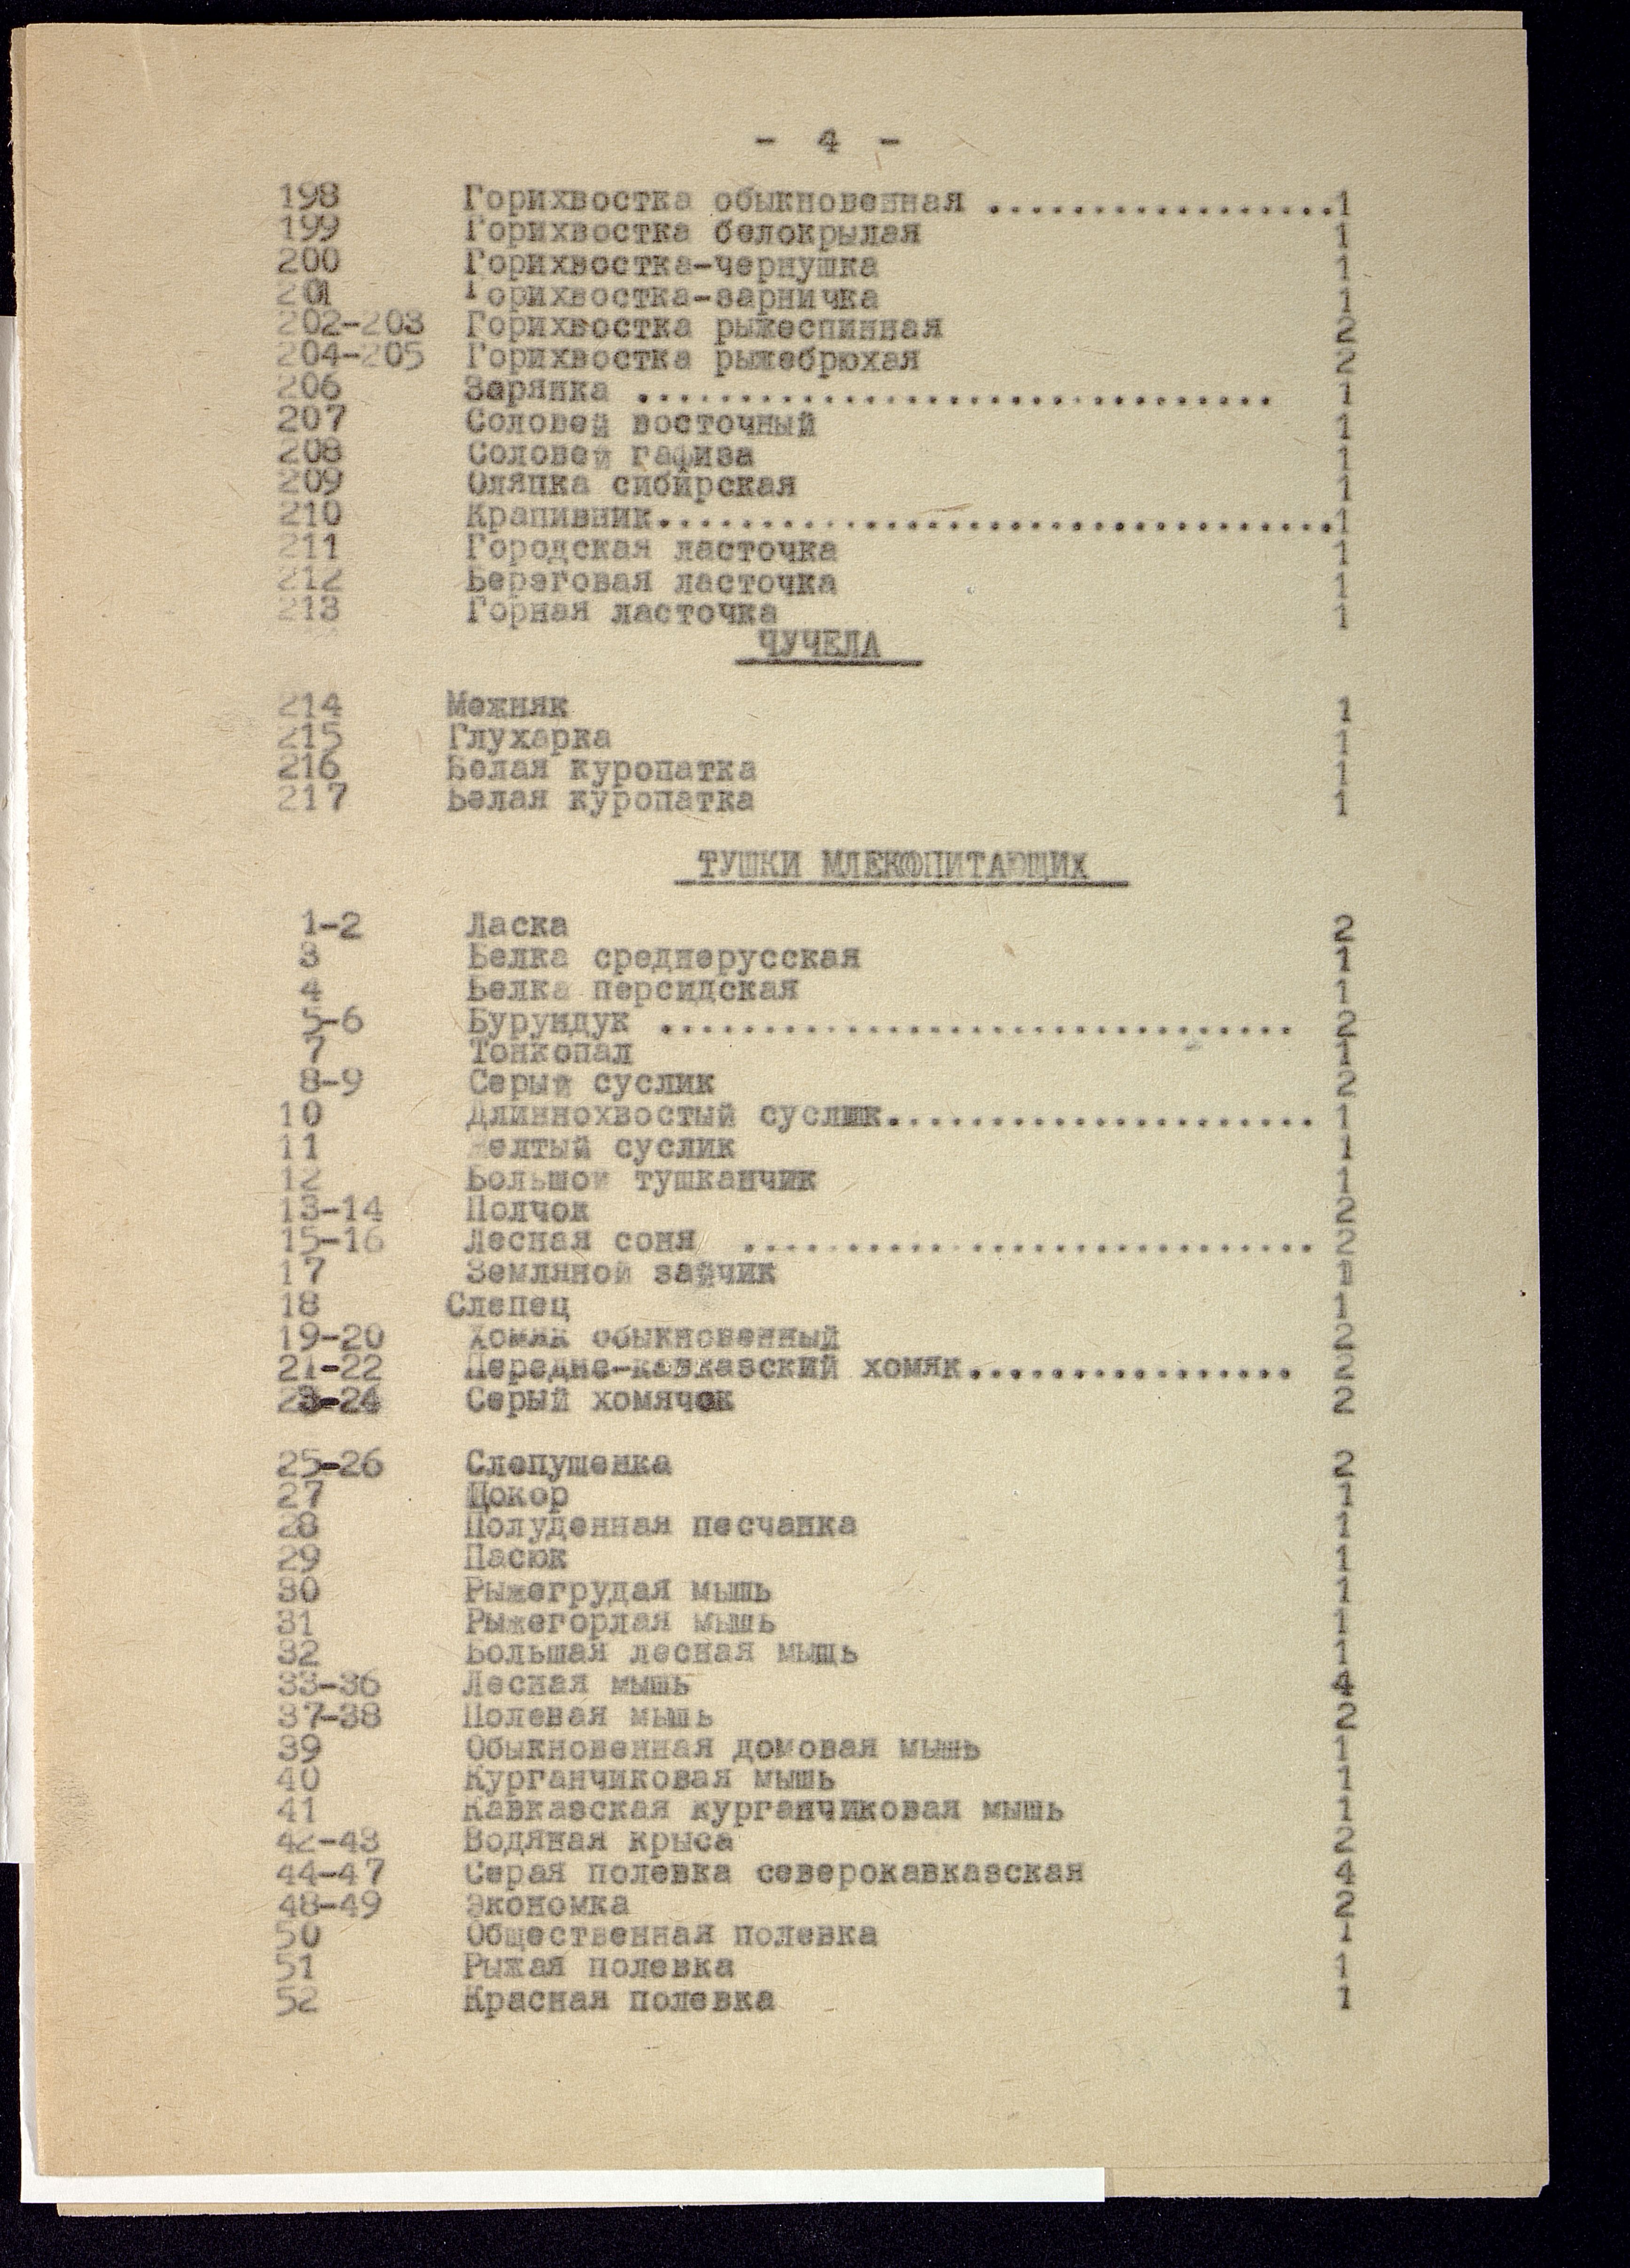 - 4 -
198 Горихвостка обыкновенная .................1
199 Горихвостка белокрылая 1
200 Горихвостка-чернушка 1
201 Горихвостка-зарничка 1
202-203 Горихвостка рыжеспинная 2
204-205 Горихвостка рыжебрюхая 2
206 Зарянка ............................... 1
207 Соловей восточный 1
208 Соловей гафиза 1
209 Оляпка сибирская 1
210 Крапивник.................................1
211 Городская ласточка 1
212 Береговая ласточка 1
213 Горная ласточка 1
ЧУЧЕЛА
214 Межняк 1
215 Глухарка 1
216 Белая куропатка 1
217 Белая куропатка 1
ТУШКИ МЛЕКОПИТАЮЩИХ
1-2 Ласка 2
3 Белка среднерусская 1
4 Белка персидская 1
5-6 Бурундук ............................... 2
7 Тонкопал 1
8-9 Серый суслик 2
10 Длиннохвостый суслик..................... 1
11 Желтый суслик 1
12 Большой тушканчик 1
13-14 Полчок 2
15-16 Лесная соня ............................ 2
17 Земляной зайчик 1
18 Слепец 1
19-20 Хомяк обыкновенный 2
21-22 Передне-кавказский хомяк................ 2
23-24 Серый хомячок 2
25-26 Слепушенка 2
27 Цокор 1
28 Полуденная песчанка 1
29 Пасюк 1
30 Рыжегрудая мышь 1
31 Рыжегорлая мышь 1
32 Большая лесная мыщь 1
33-36 Лесная мышь 4
37-38 Полевая мышь 2
39 Обыкновенная домовая мышь 1
40 Курганчиковая мышь 1
41 Кавказская курганчиковая мышь 1
42-43 Водяная крыса 2
44-47 Серая полевка северокавказская 4
48-49 Экономка 2
50 Общественная полевка 1
51 Рыжая полевка 1
52 Красная полевка 1